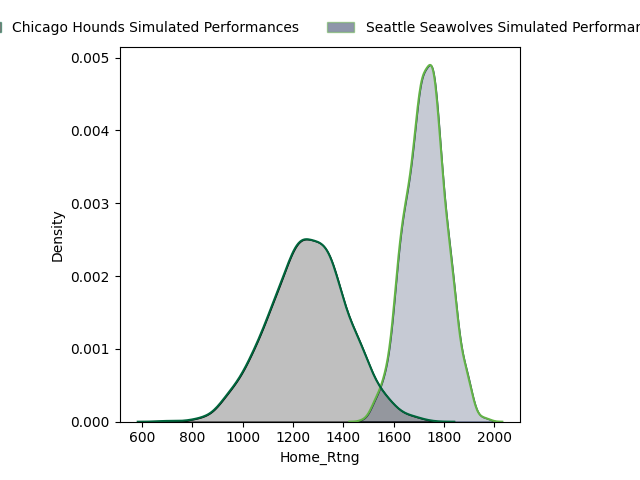 Chicago Hounds Simulated Performances
Seattle Seawolves Simulated
0.005
0.004
0.003
0.002
0.001
0.000
Density
600 800 1000 1200 1400 1600 1800 2000
Home_Rtng